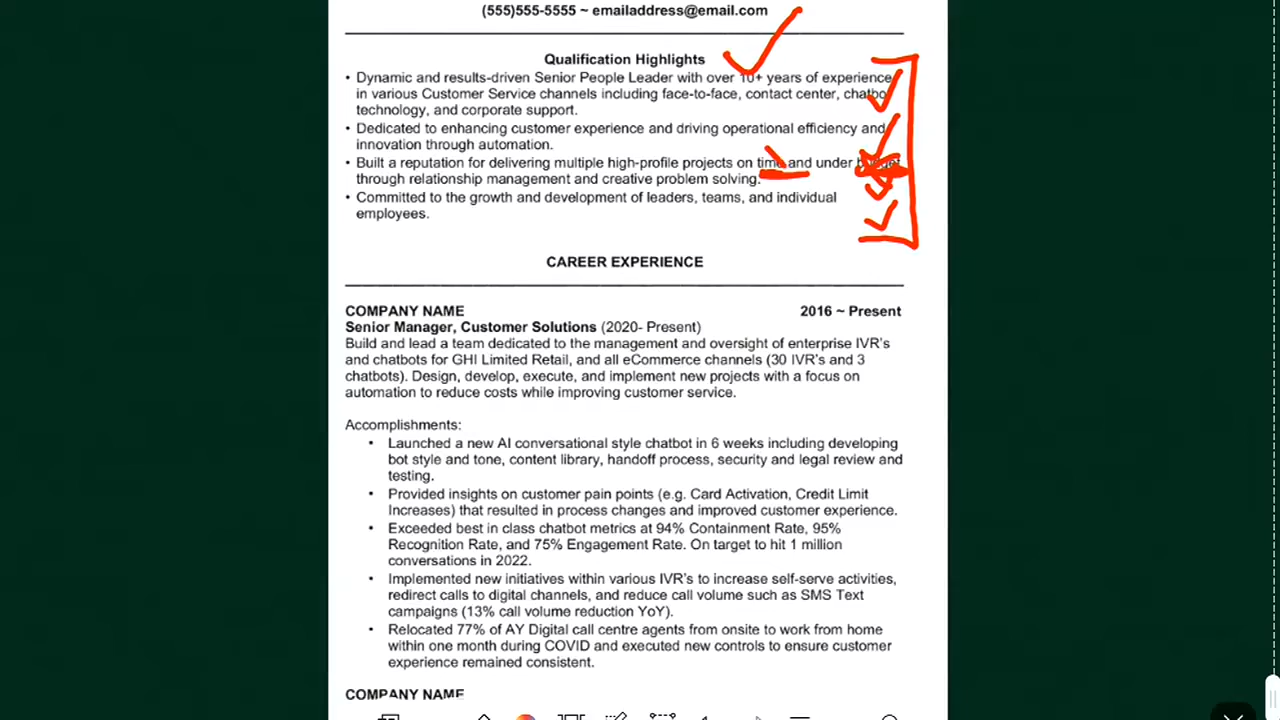 (555)555-5555 ~ emailaddress@email.com
Qualification Highlights
• Dynamic and results-driven Senior People Leader with over 10+ years of experience
in various Customer Service channels including face-to-face, contact center, chatbot
technology, and corporate support.
• Dedicated to enhancing customer experience and driving operational efficiency and
innovation through automation.
• Built a reputation for delivering multiple high-profile projects on time and under budget
through relationship management and creative problem solving.
• Committed to the growth and development of leaders, teams, and individual
employees.
CAREER EXPERIENCE
COMPANY NAME 2016 ~ Present
Senior Manager, Customer Solutions (2020- Present)
Build and lead a team dedicated to the management and oversight of enterprise IVR's
and chatbots for GHI Limited Retail, and all eCommerce channels (30 IVR's and 3
chatbots). Design, develop, execute, and implement new projects with a focus on
automation to reduce costs while improving customer service.
Accomplishments:
• Launched a new AI conversational style chatbot in 6 weeks including developing
bot style and tone, content library, handoff process, security and legal review and
testing.
• Provided insights on customer pain points (e.g. Card Activation, Credit Limit
Increases) that resulted in process changes and improved customer experience.
• Exceeded best in class chatbot metrics at 94% Containment Rate, 95%
Recognition Rate, and 75% Engagement Rate. On target to hit 1 million
conversations in 2022.
• Implemented new initiatives within various IVR's to increase self-serve activities,
redirect calls to digital channels, and reduce call volume such as SMS Text
campaigns (13% call volume reduction YoY).
• Relocated 77% of AY Digital call centre agents from onsite to work from home
within one month during COVID and executed new controls to ensure customer
experience remained consistent.
COMPANY NAME